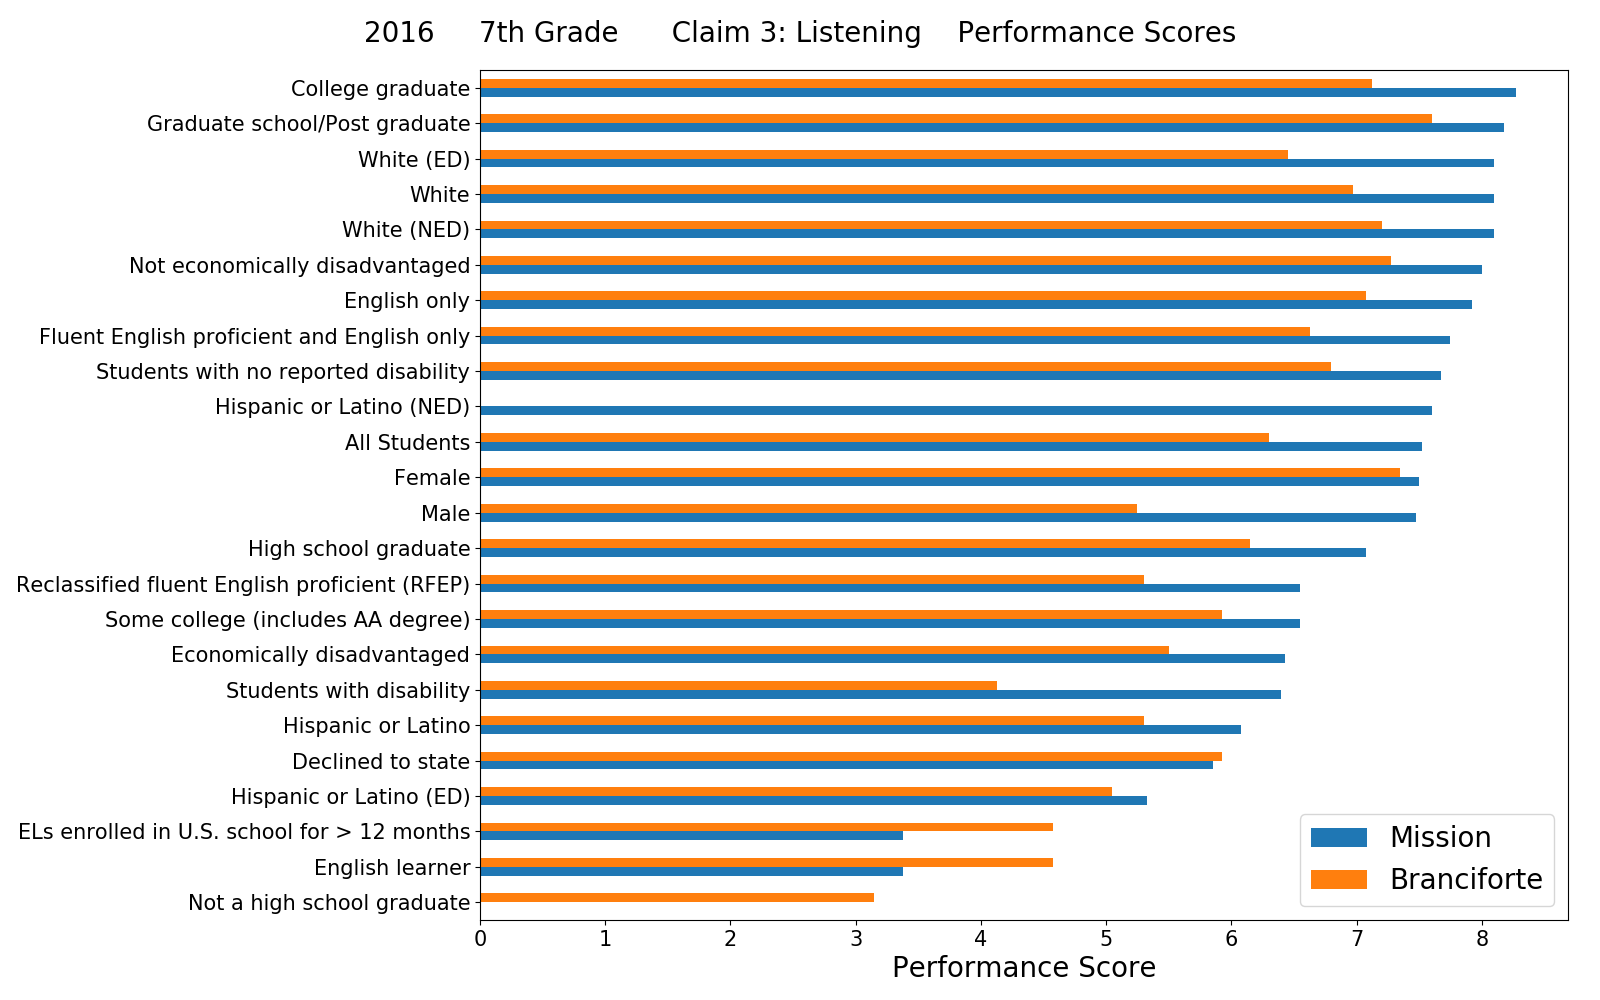 2016 7th Grade Claim 3: Listening Performance Scores
College graduate
Graduate school/Post graduate
White (ED)
White
White (NED)
Not economically disadvantaged
English only
Fluent English proficient and English only
Students with no reported disability
Hispanic or Latino (NED)
All Students
Female
Male
High school graduate
Reclassified fluent English proficient (RFEP)
Some college (includes AA degree)
Economically disadvantaged
Students with disability
Hispanic or Latino
Declined to state
Hispanic or Latino (ED)
ELs enrolled in U.S. school for > 12 months
English learner
Not a high school graduate
Mission
Branciforte
0 1 2 3 4 5 6 7 8
Performance Score